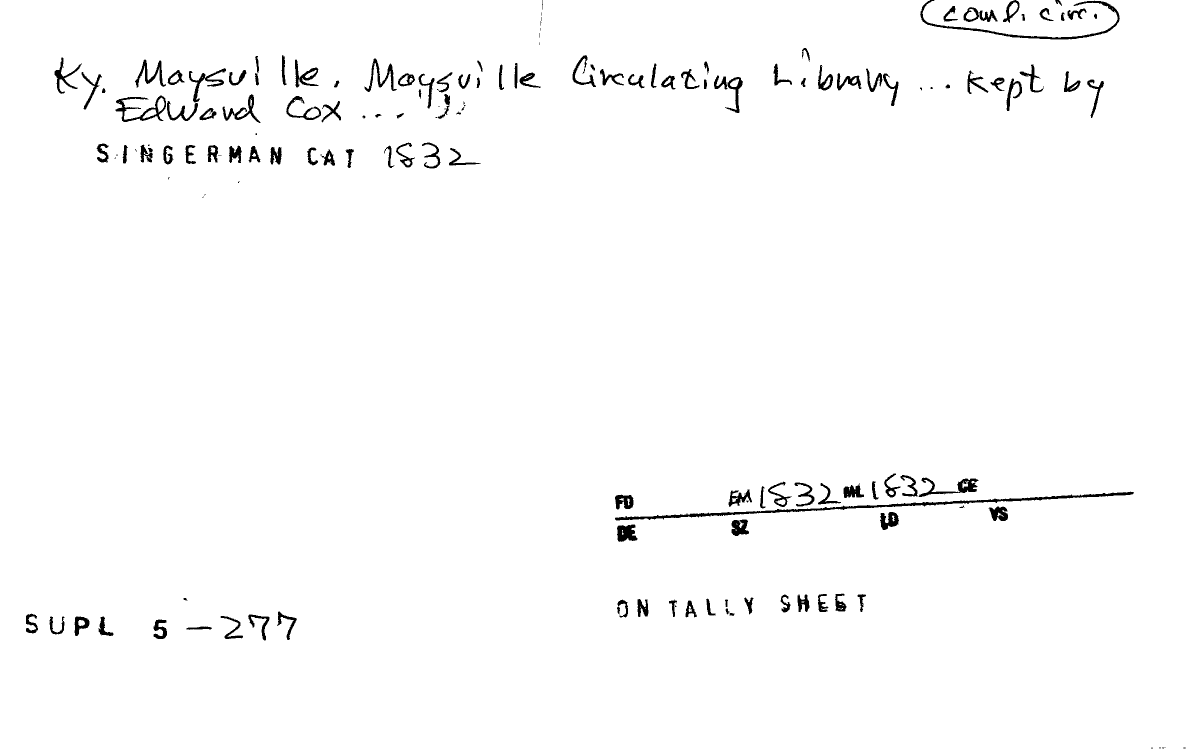 comp. circ.
Ky. Maysville. Maysville Circulating Library ... Kept by
Edward Cox ...
SINGERMAN CAT 1832
FD EM 1832 ML 1832 CE
DE SZ LD VS
ON TALLY SHEET
SUPL 5 - 277